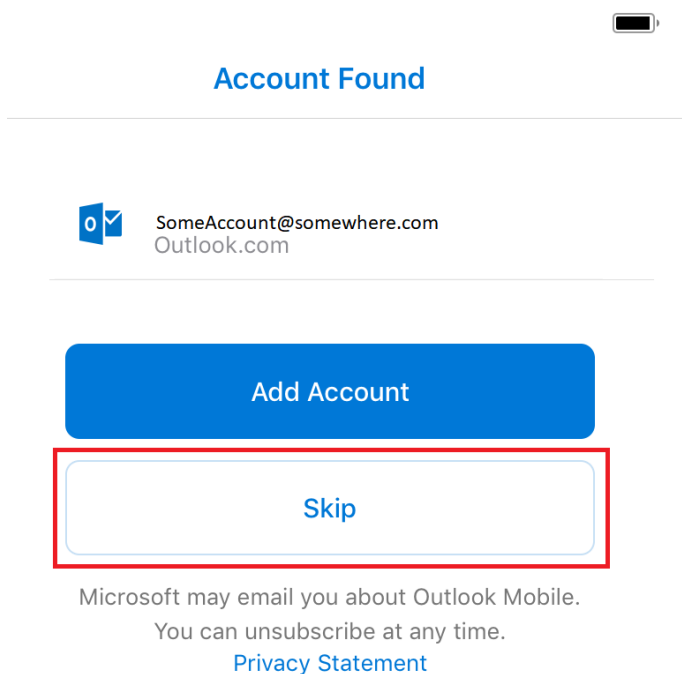 Account Found
SomeAccount@somewhere.com
Outlook.com
Add Account
Skip
Microsoft may email you about Outlook Mobile.
You can unsubscribe at any time.
Privacy Statement